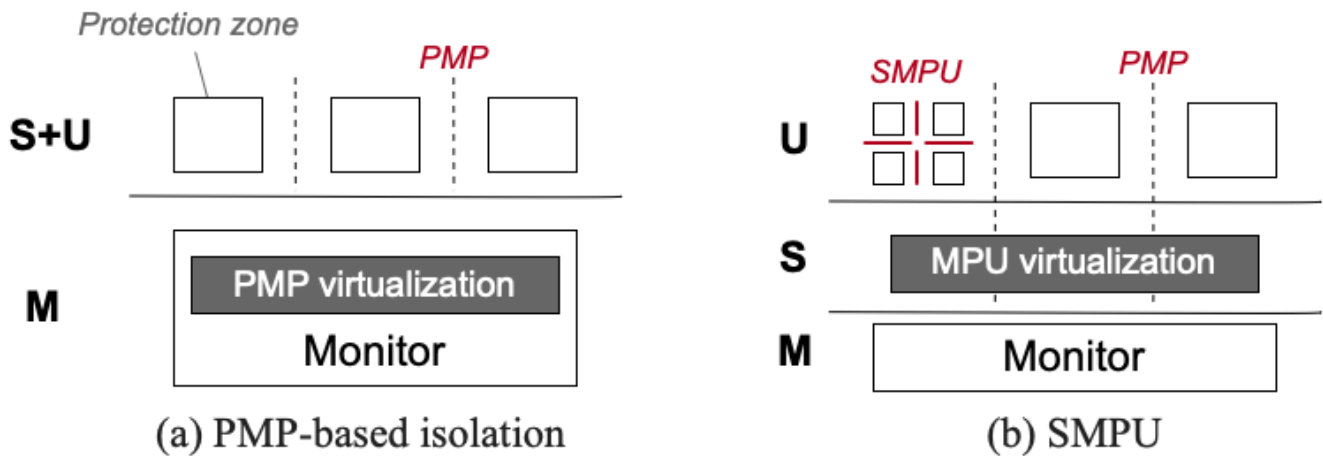 Protection zone
PMP
S+U
PMP virtualization
M
Monitor
(a) PMP-based isolation
SMPU
PMP
U
MPU virtualization
S
Monitor
M
(b) SMPU